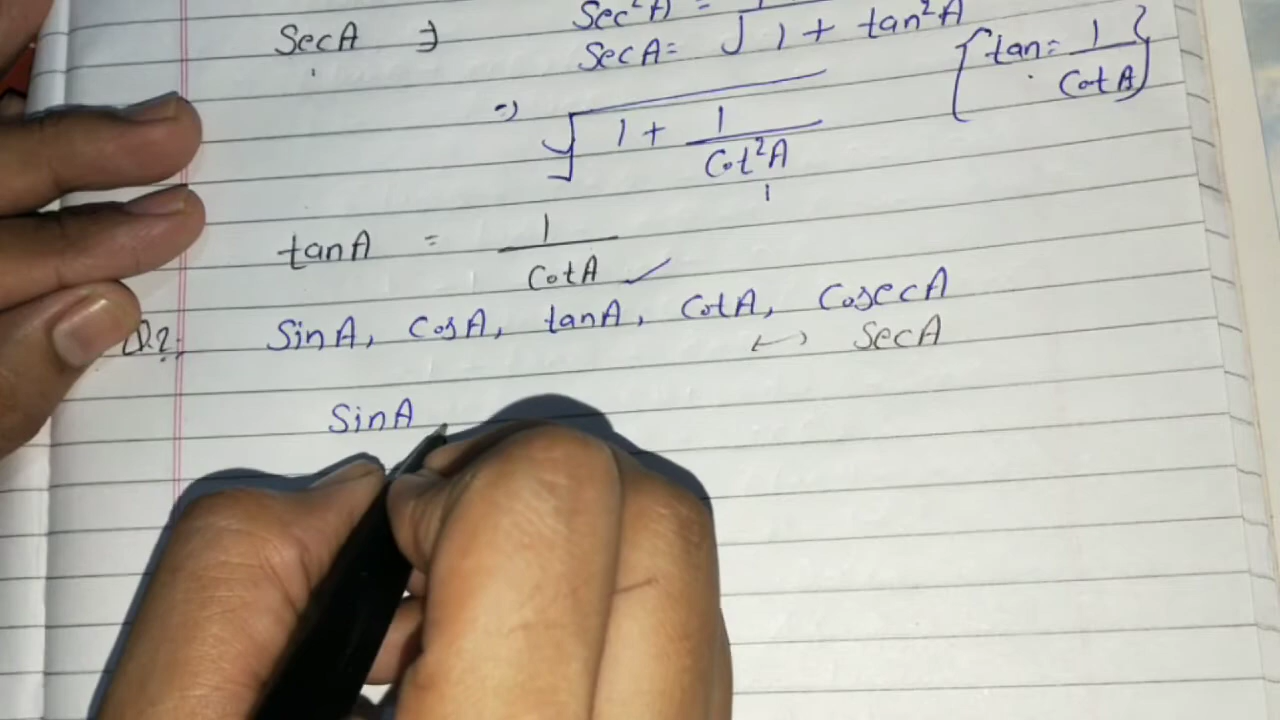 Sec²A =
SecA ⇒ SecA = √1 + tan²A {tan = 1/CotA}
⇒ √1 + 1/Cot²A
tanA = 1/CotA ✓
Q2. SinA, CosA, tanA, CotA, CosecA
↔ SecA
SinA